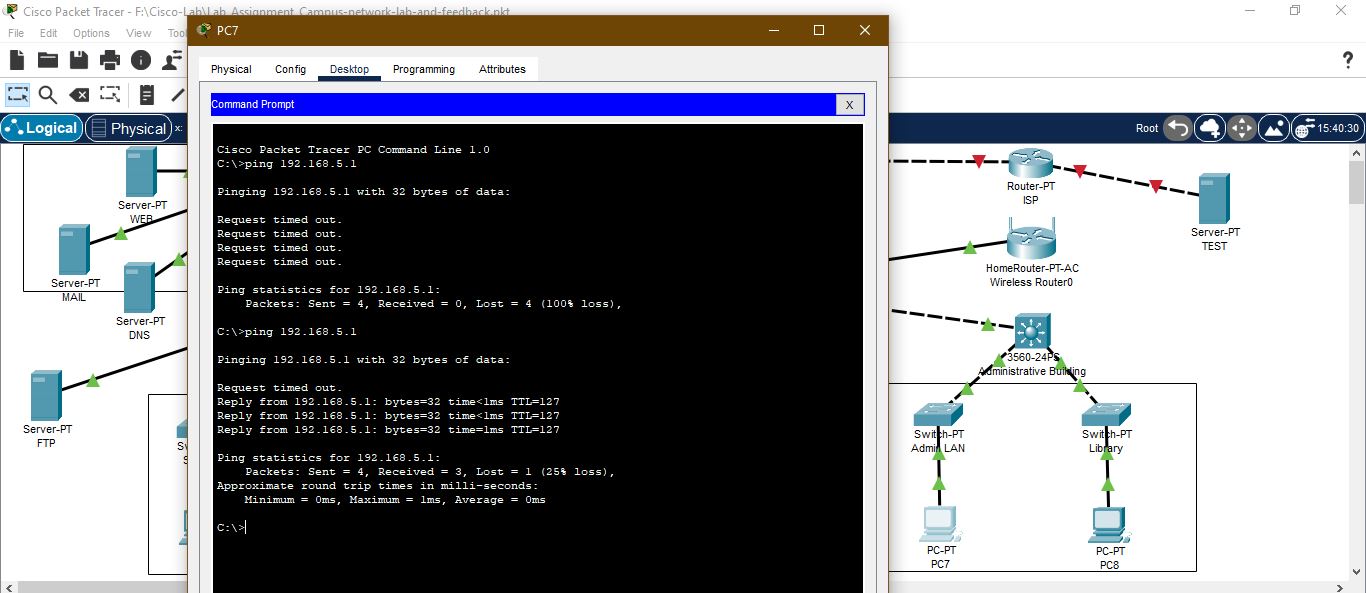 Cisco Packet Tracer - F:\Cisco-Lab\Lab Assignment Campus-network-lab-and-feedback.pkt
File Edit Options View
PC7
Physical Config Desktop Programming Attributes
Command Prompt
X
Cisco Packet Tracer PC Command Line 1.0
C:\>ping 192.168.5.1
Pinging 192.168.5.1 with 32 bytes of data:
Request timed out.
Request timed out.
Request timed out.
Request timed out.
Ping statistics for 192.168.5.1:
Packets: Sent = 4, Received = 0, Lost = 4 (100% loss),
C:\>ping 192.168.5.1
Pinging 192.168.5.1 with 32 bytes of data:
Request timed out.
Reply from 192.168.5.1: bytes=32 time<1ms TTL=127
Reply from 192.168.5.1: bytes=32 time<1ms TTL=127
Reply from 192.168.5.1: bytes=32 time=1ms TTL=127
Ping statistics for 192.168.5.1:
Packets: Sent = 4, Received = 3, Lost = 1 (25% loss),
Approximate round trip times in milli-seconds:
Minimum = 0ms, Maximum = 1ms, Average = 0ms
C:\>
Logical Physical x:
Root 15:40:30
Server-PT
WEB
Server-PT
MAIL
Server-PT
DNS
Server-PT
FTP
Router-PT
ISP
Server-PT
TEST
HomeRouter-PT-AC
Wireless Router0
3560-24PS
Administrative Building
Switch-PT
Admin LAN
Switch-PT
Library
PC-PT
PC7
PC-PT
PC8